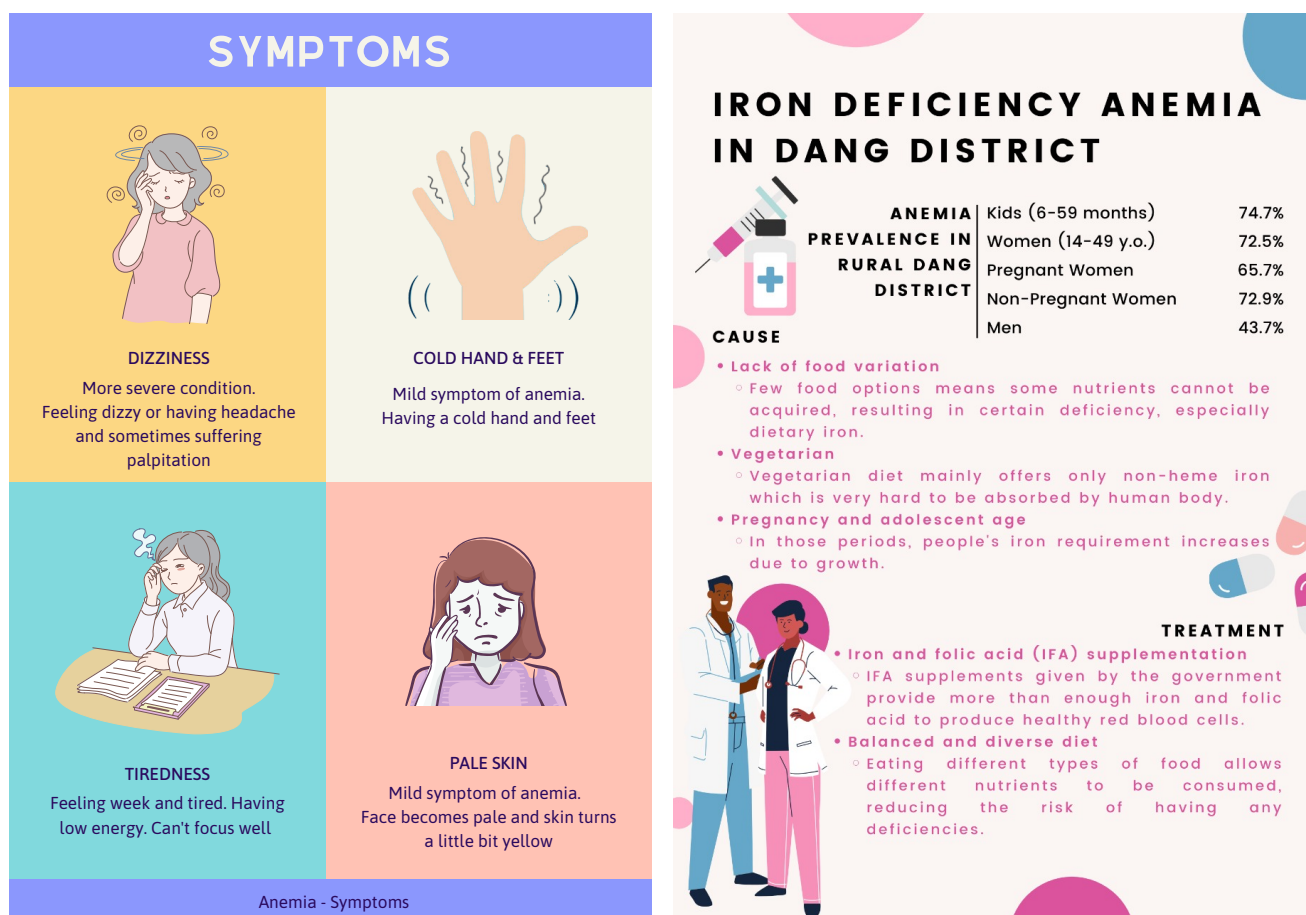 SYMPTOMS
DIZZINESS
More severe condition.
Feeling dizzy or having headache
and sometimes suffering
palpitation
COLD HAND & FEET
Mild symptom of anemia.
Having a cold hand and feet
TIREDNESS
Feeling week and tired. Having
low energy. Can't focus well
PALE SKIN
Mild symptom of anemia.
Face becomes pale and skin turns
a little bit yellow
Anemia - Symptoms
IRON DEFICIENCY ANEMIA
IN DANG DISTRICT
ANEMIA
PREVALENCE IN
RURAL DANG
DISTRICT
Kids (6-59 months) 74.7%
Women (14-49 y.o.) 72.5%
Pregnant Women 65.7%
Non-Pregnant Women 72.9%
Men 43.7%
CAUSE
• Lack of food variation
◦ Few food options means some nutrients cannot be
acquired, resulting in certain deficiency, especially
dietary iron.
• Vegetarian
◦ Vegetarian diet mainly offers only non-heme iron
which is very hard to be absorbed by human body.
• Pregnancy and adolescent age
◦ In those periods, people's iron requirement increases
due to growth.
TREATMENT
• Iron and folic acid (IFA) supplementation
◦ IFA supplements given by the government
provide more than enough iron and folic
acid to produce healthy red blood cells.
• Balanced and diverse diet
◦ Eating different types of food allows
different nutrients to be consumed,
reducing the risk of having any
deficiencies.